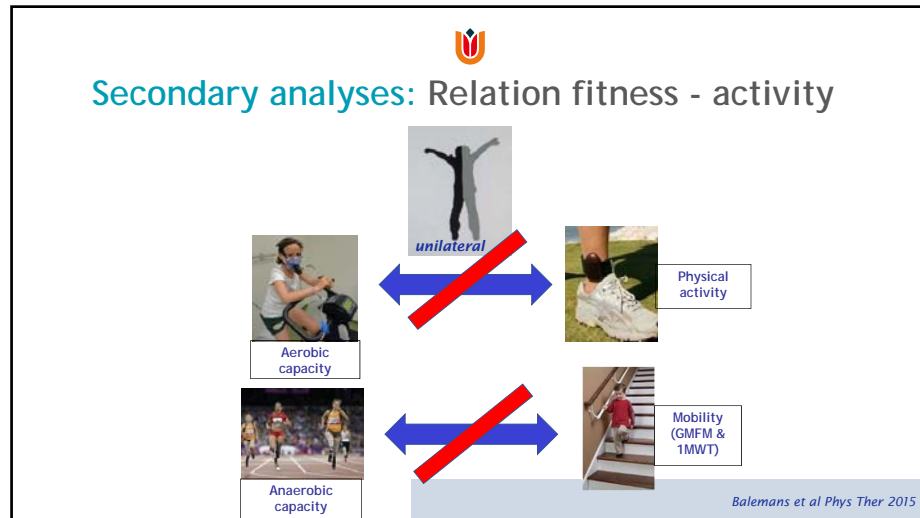 Secondary analyses: Relation fitness - activity
unilateral
Physical
activity
Aerobic
capacity
Mobility
(GMFM &
1MWT)
Anaerobic
capacity
Balemans et al Phys Ther 2015